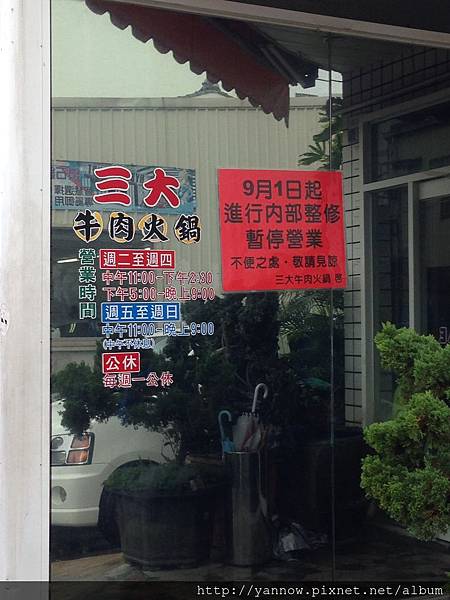 三大
牛肉火鍋
營業時間
週二至週四
中午11:00-下午2:30
下午5:00-晚上9:00
週五至週日
中午11:00-晚上9:00
(中午不休息)
公休
每週一公休
9月1日起
進行内部整修
暫停營業
不便之處，敬請見諒
三大牛肉火鍋 啓
http://yannow.pixnet.net/album